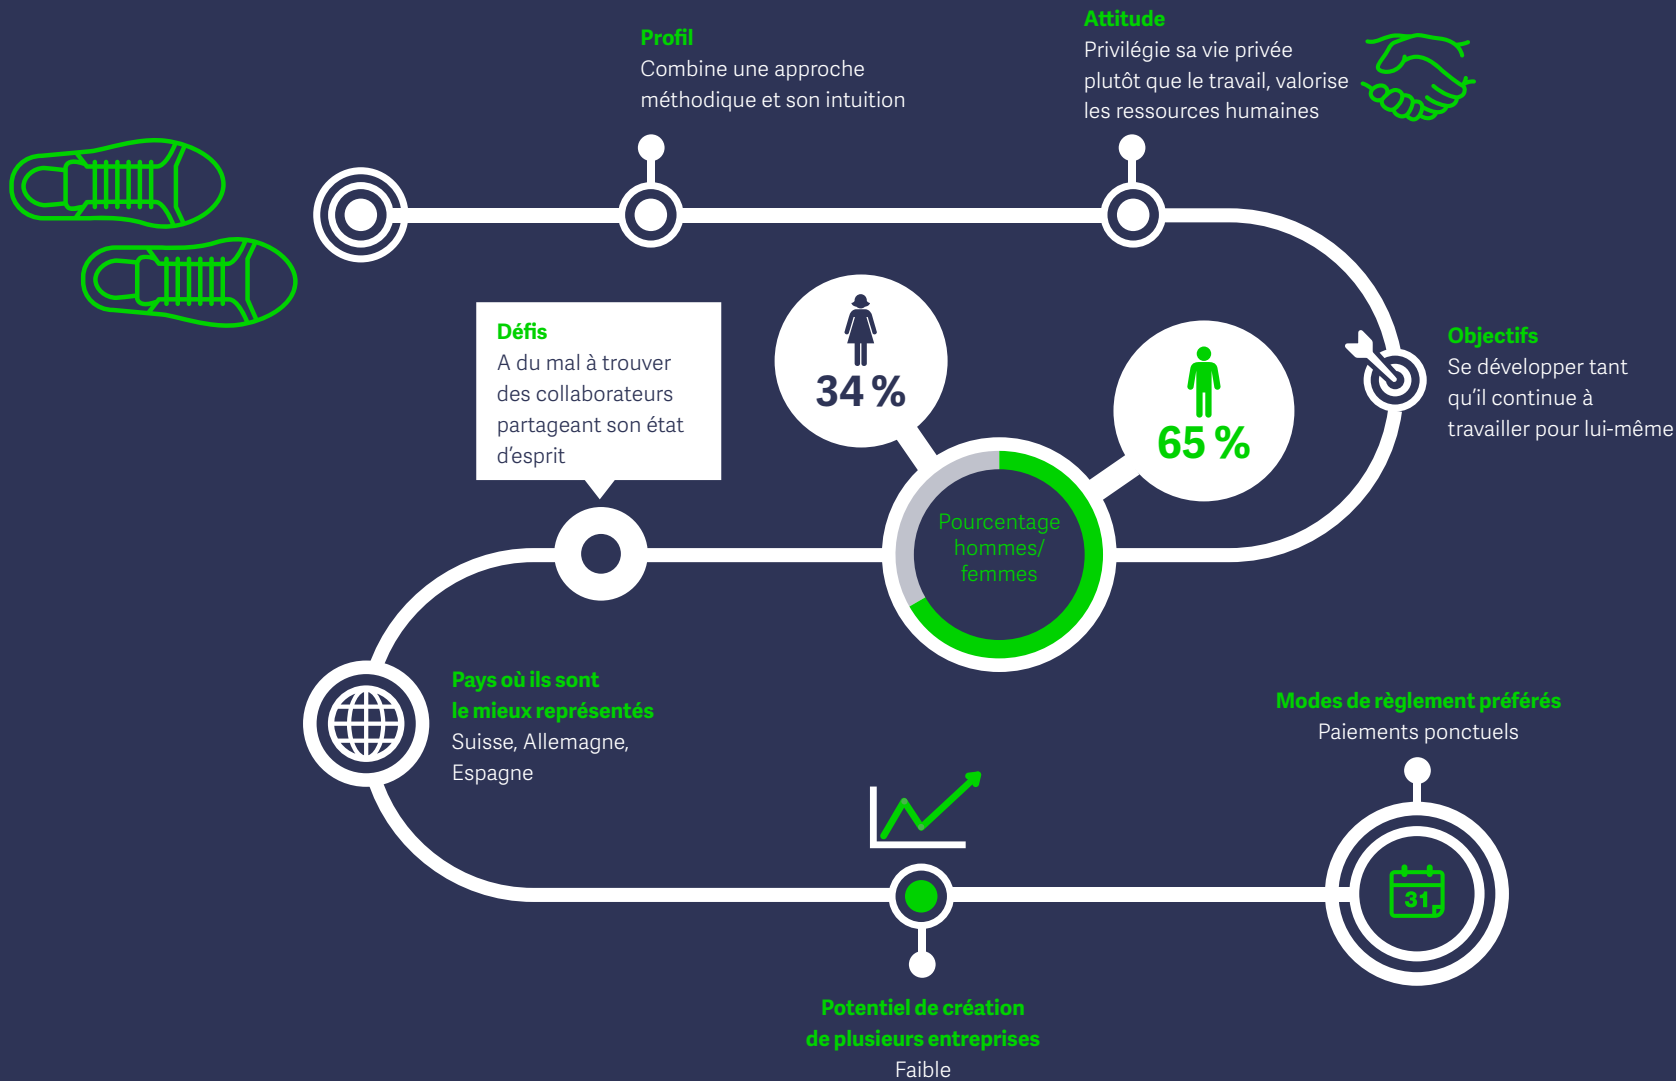 Profil
Combine une approche
méthodique et son intuition
Attitude
Privilégie sa vie privée
plutôt que le travail, valorise
les ressources humaines
Objectifs
Se développer tant
qu'il continue à
travailler pour lui-même
34 %
65 %
Pourcentage
hommes/
femmes
Défis
A du mal à trouver
des collaborateurs
partageant son état
d'esprit
Pays où ils sont
le mieux représentés
Suisse, Allemagne,
Espagne
Potentiel de création
de plusieurs entreprises
Faible
Modes de règlement préférés
Paiements ponctuels
31